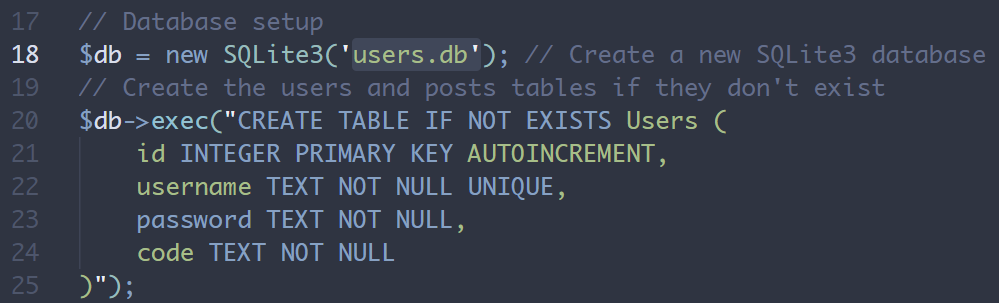 17 // Database setup
18 $db = new SQLite3('users.db'); // Create a new SQLite3 database
19 // Create the users and posts tables if they don't exist
20 $db->exec("CREATE TABLE IF NOT EXISTS Users (
21 id INTEGER PRIMARY KEY AUTOINCREMENT,
22 username TEXT NOT NULL UNIQUE,
23 password TEXT NOT NULL,
24 code TEXT NOT NULL
25 )");